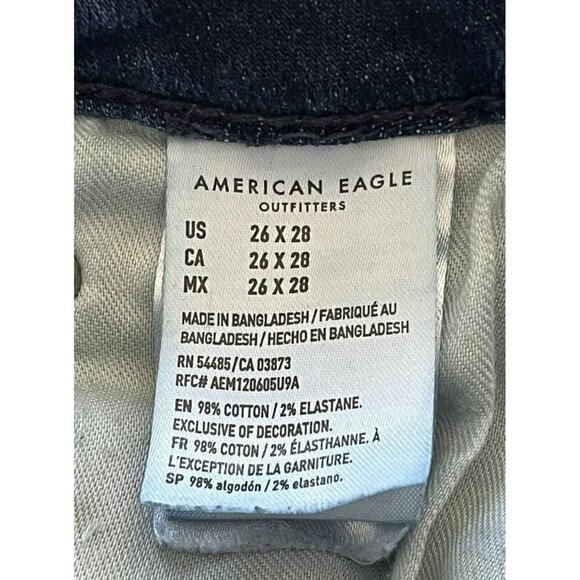 AMERICAN EAGLE
OUTFITTERS
US 26 X 28
CA 26 X 28
MX 26 X 28
MADE IN BANGLADESH / FABRIQUÉ AU
BANGLADESH / HECHO EN BANGLADESH
RN 54485 / CA 03873
RFC# AEM120605U9A
EN 98% COTTON / 2% ELASTANE.
EXCLUSIVE OF DECORATION.
FR 98% COTON / 2% ÉLASTHANNE. À
L'EXCEPTION DE LA GARNITURE.
SP 98% algodón / 2% elastano.